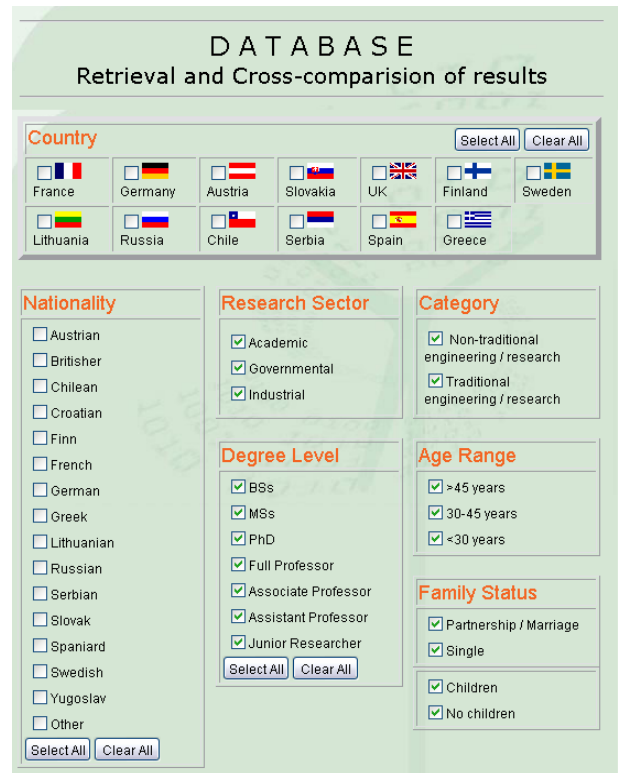 DATABASE
Retrieval and Cross-comparision of results
Country
Select All Clear All
France Germany Austria Slovakia UK Finland Sweden
Lithuania Russia Chile Serbia Spain Greece
Nationality
Austrian
Britisher
Chilean
Croatian
Finn
French
German
Greek
Lithuanian
Russian
Serbian
Slovak
Spaniard
Swedish
Yugoslav
Other
Select All Clear All
Research Sector
Academic
Governmental
Industrial
Degree Level
BSs
MSs
PhD
Full Professor
Associate Professor
Assistant Professor
Junior Researcher
Select All Clear All
Category
Non-traditional
engineering / research
Traditional
engineering / research
Age Range
>45 years
30-45 years
<30 years
Family Status
Partnership / Marriage
Single
Children
No children